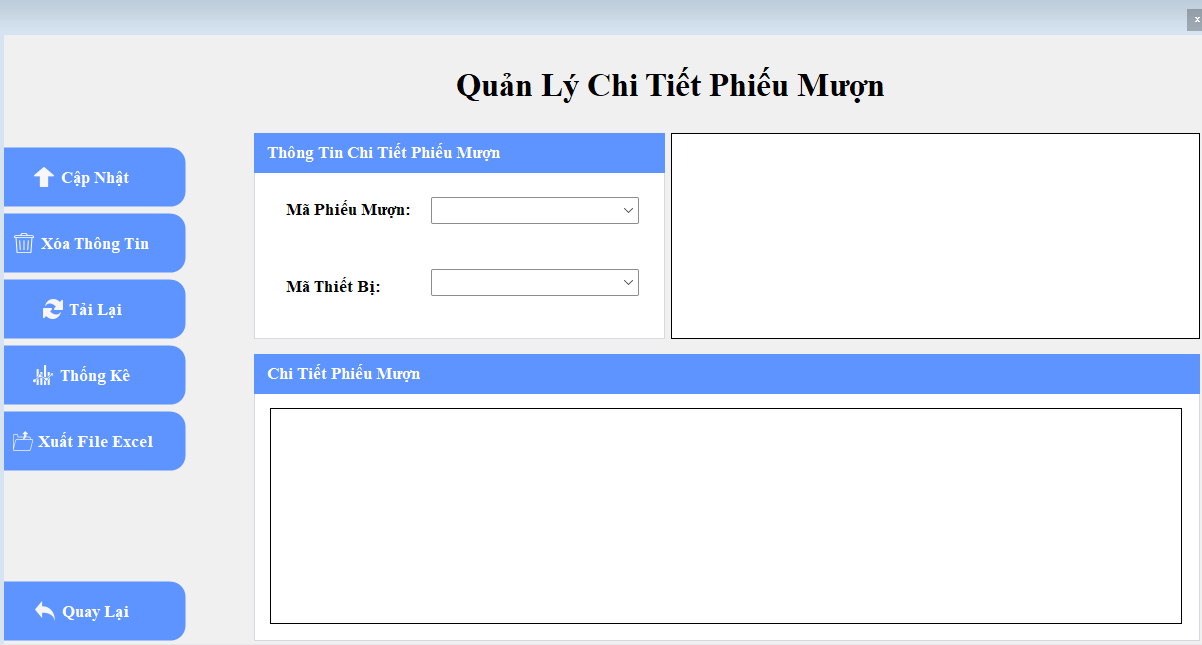 Quản Lý Chi Tiết Phiếu Mượn
Cập Nhật
Xóa Thông Tin
Tải Lại
Thống Kê
Xuất File Excel
Quay Lại
Thông Tin Chi Tiết Phiếu Mượn
Mã Phiếu Mượn:
Mã Thiết Bị:
Chi Tiết Phiếu Mượn